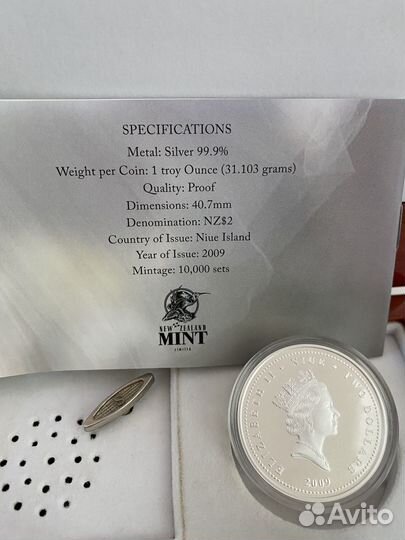 SPECIFICATIONS
Metal: Silver 99.9%
Weight per Coin: 1 troy Ounce (31.103 grams)
Quality: Proof
Dimensions: 40.7mm
Denomination: NZ$2
Country of Issue: Niue Island
Year of Issue: 2009
Mintage: 10,000 sets
NEW ZEALAND
MINT
LIMITED
ELIZABETH II NIUE TWO DOLLARS
2009
Avito